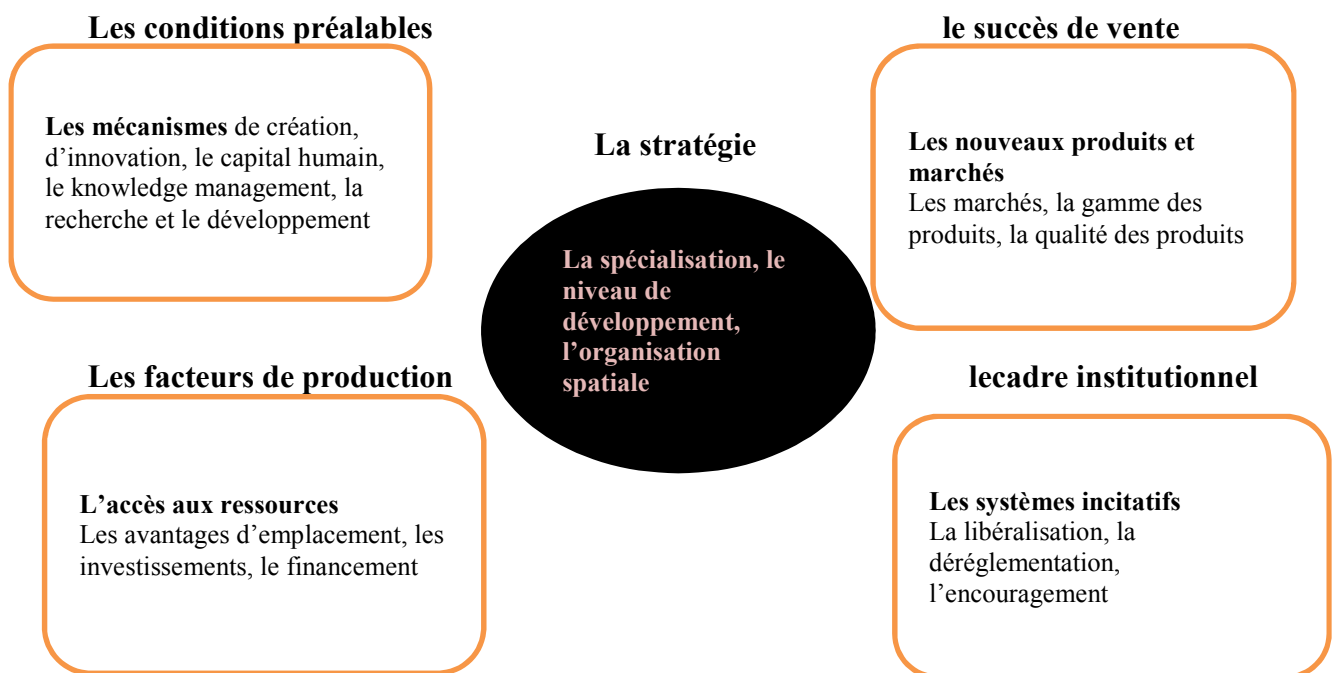 Les conditions préalables
Les mécanismes de création,
d’innovation, le capital humain,
le knowledge management, la
recherche et le développement
La stratégie
La spécialisation, le
niveau de
développement,
l’organisation
spatiale
le succès de vente
Les nouveaux produits et
marchés
Les marchés, la gamme des
produits, la qualité des produits
Les facteurs de production
L’accès aux ressources
Les avantages d’emplacement, les
investissements, le financement
lecadre institutionnel
Les systèmes incitatifs
La libéralisation, la
déréglementation,
l’encouragement